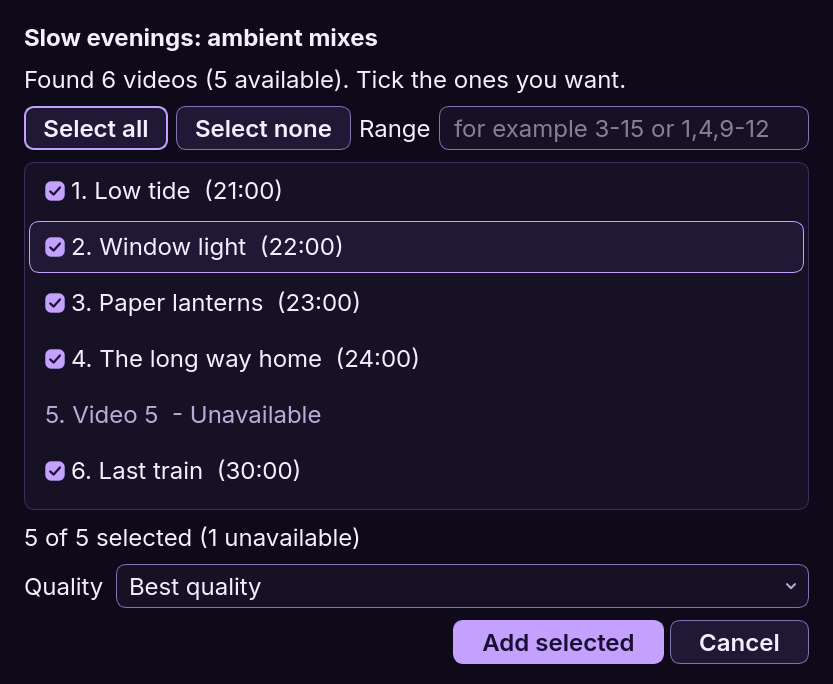 Slow evenings: ambient mixes
Found 6 videos (5 available). Tick the ones you want.
Select all Select none Range for example 3-15 or 1,4,9-12
1. Low tide (21:00)
2. Window light (22:00)
3. Paper lanterns (23:00)
4. The long way home (24:00)
5. Video 5 - Unavailable
6. Last train (30:00)
5 of 5 selected (1 unavailable)
Quality Best quality
Add selected Cancel